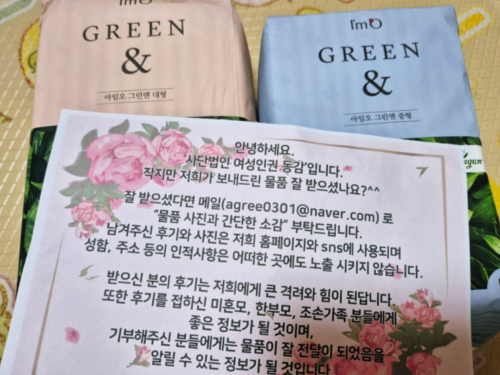 I'm O
GREEN
&
아임오 그린앤 대형
I'm O
GREEN
&
아임오 그린앤 중형
안녕하세요.
사단법인 여성인권 동감'입니다.
작지만 저희가 보내드린 물품 잘 받으셨나요?^^
잘 받으셨다면 메일(agree0301@naver.com) 로
"물품 사진과 간단한 소감" 부탁드립니다.
남겨주신 후기와 사진은 저희 홈페이지와 sns에 사용되며
성함, 주소 등의 인적사항은 어떠한 곳에도 노출 시키지 않습니다.
받으신 분의 후기는 저희에게 큰 격려와 힘이 된답니다.
또한 후기를 접하신 미혼모, 한부모, 조손가족 분들에게
좋은 정보가 될 것이며,
기부해주신 분들에게는 물품이 잘 전달이 되었음을
알릴 수 있는 정보가 될 것입니다